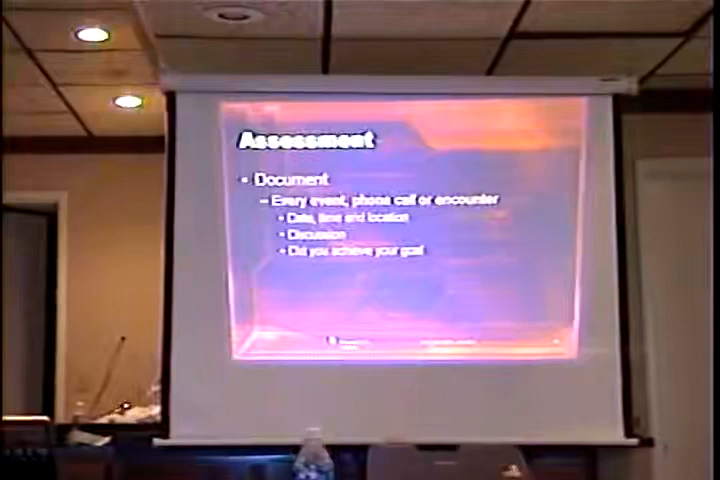 Assessment
• Document
– Every event, phone call or encounter
• Date, time and location
• Discussion
• Did you achieve your goal